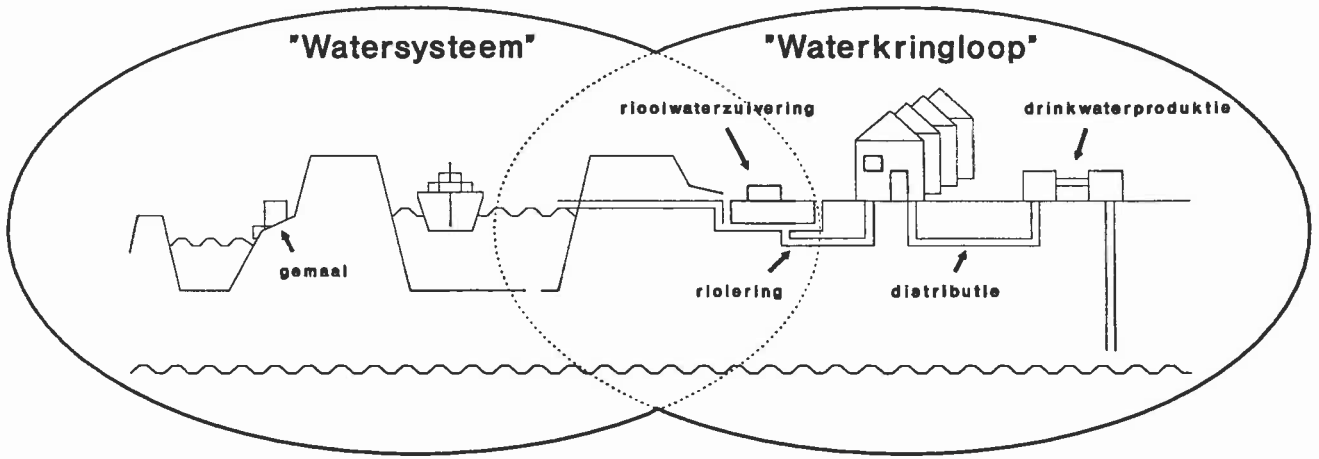 "Watersysteem"
"Waterkringloop"
rioolwaterzuivering
drinkwaterproduktie
gemaal
riolering
distributie